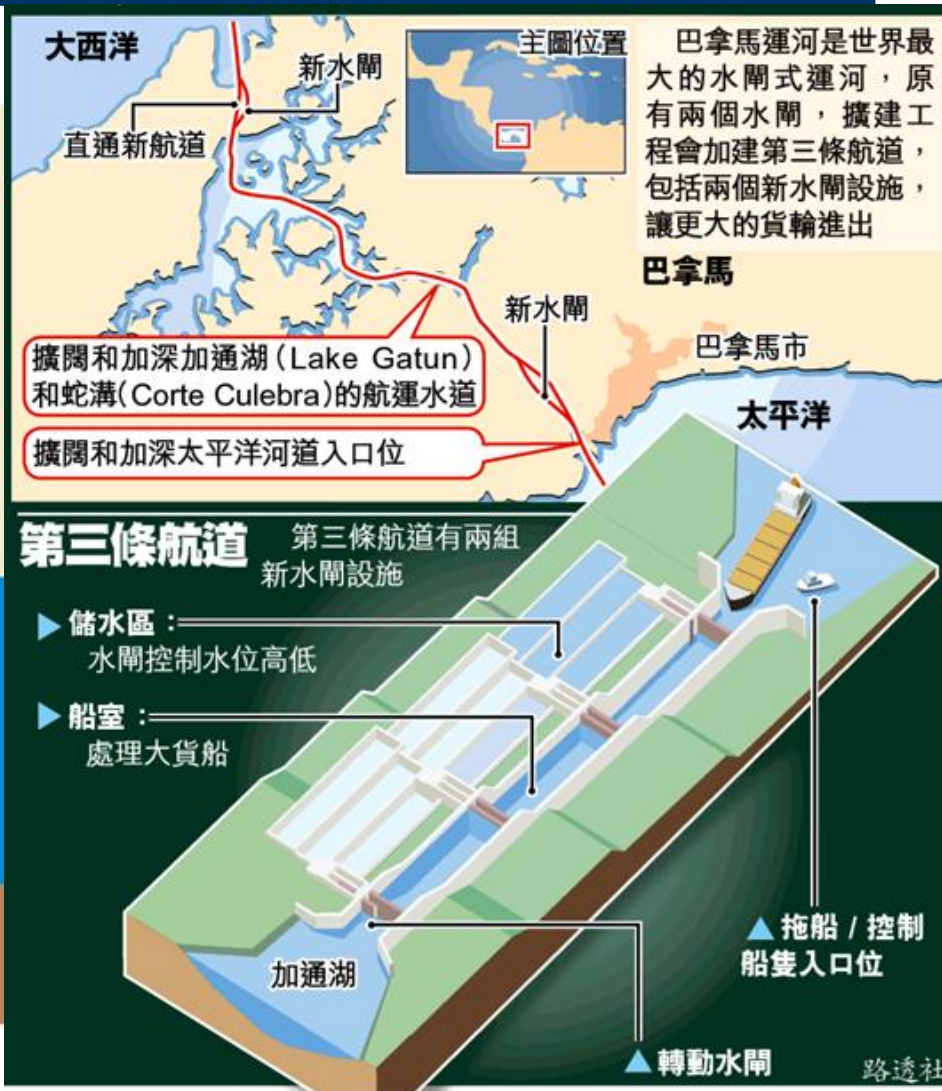 大西洋
新水閘
直通新航道
主圖位置
巴拿馬運河是世界最
大的水閘式運河，原
有兩個水閘，擴建工
程會加建第三條航道，
包括兩個新水閘設施，
讓更大的貨輪進出
巴拿馬
新水閘
巴拿馬市
太平洋
擴闊和加深加通湖(Lake Gatun)
和蛇溝(Corte Culebra)的航運水道
擴闊和加深太平洋河道入口位
第三條航道
第三條航道有兩組
新水閘設施
儲水區：
水閘控制水位高低
船室：
處理大貨船
加通湖
拖船 / 控制
船隻入口位
轉動水閘
路透社